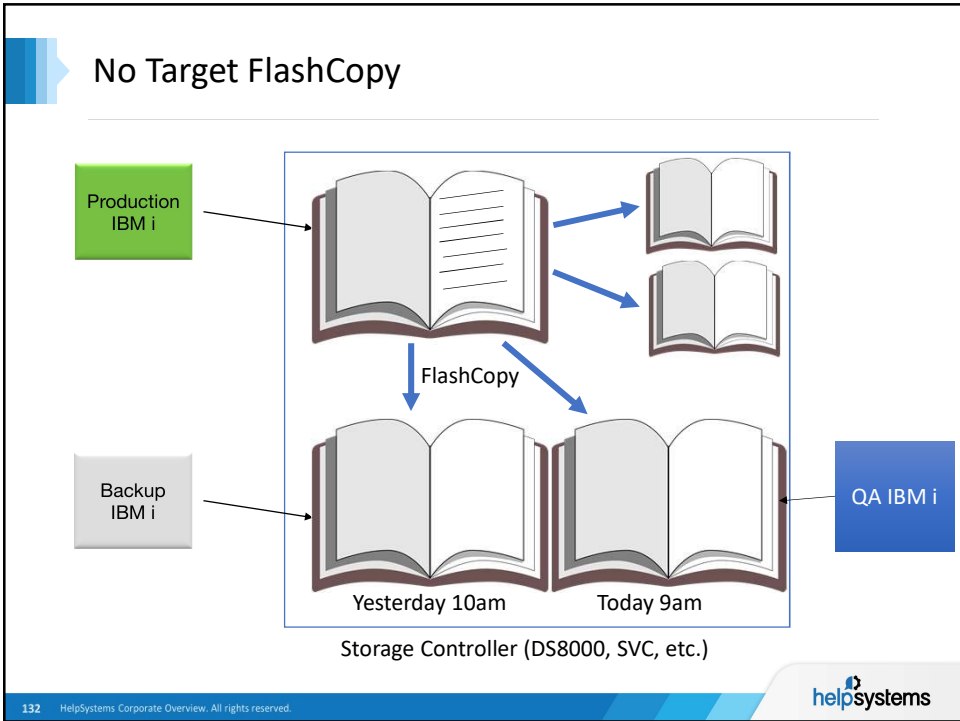 No Target FlashCopy
Production
IBM i
FlashCopy
Backup
IBM i
QA IBM i
Yesterday 10am
Today 9am
Storage Controller (DS8000, SVC, etc.)
132
HelpSystems Corporate Overview. All rights reserved.
helpsystems